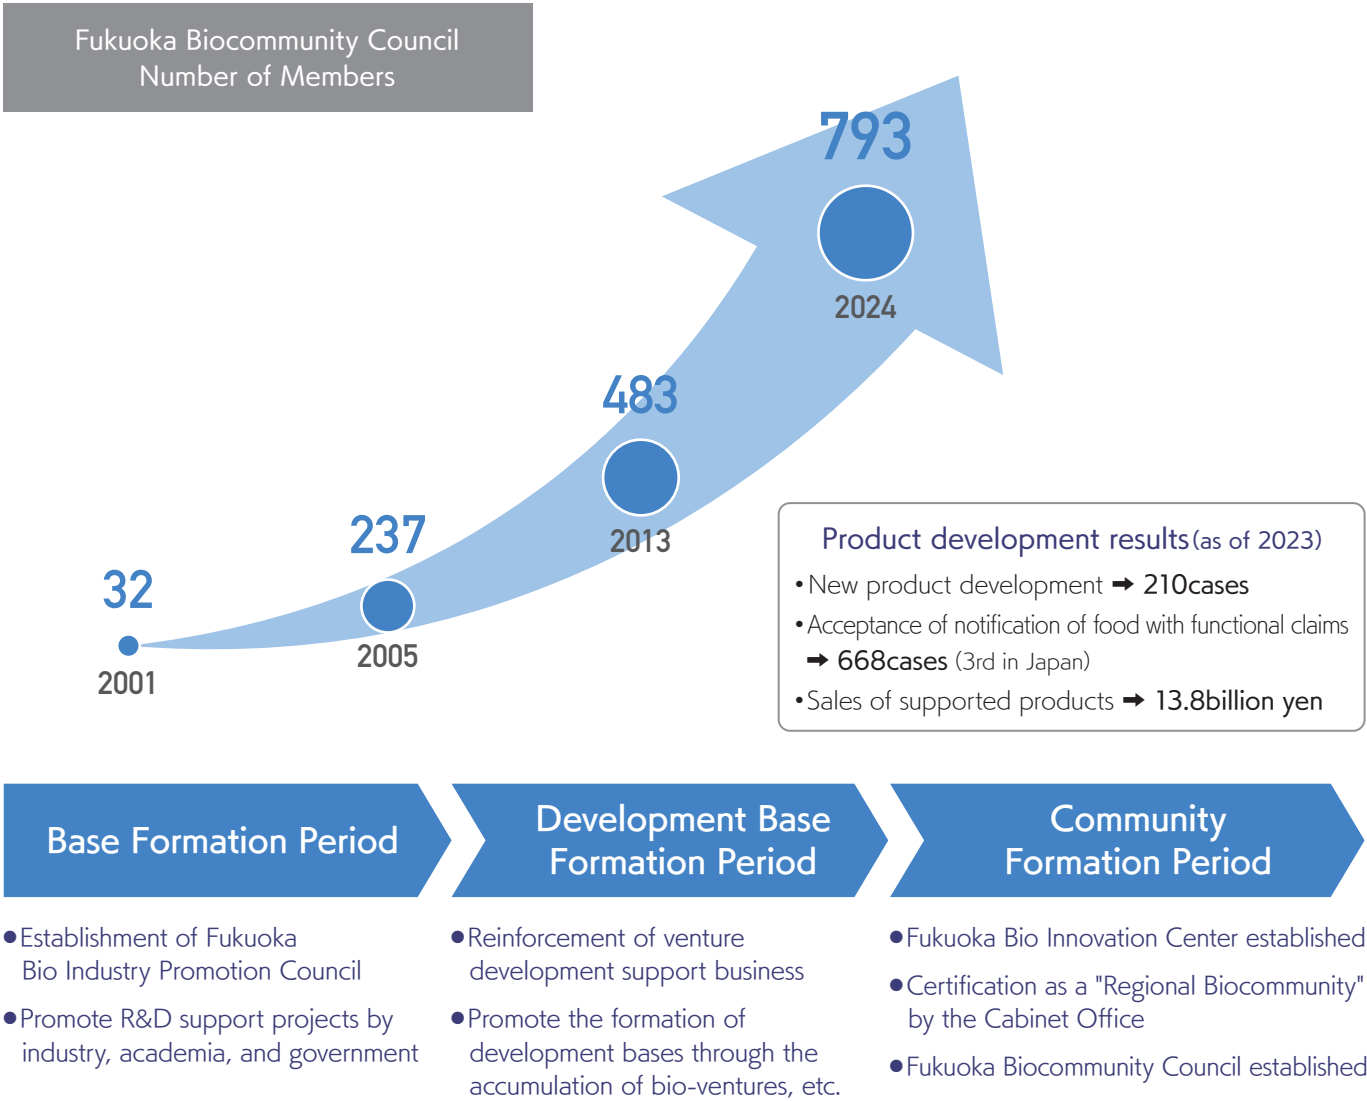 Fukuoka Biocommunity Council
Number of Members
793
2024
483
2013
237
2005
32
2001
Product development results (as of 2023)
• New product development ➡ 210cases
• Acceptance of notification of food with functional claims
➡ 668cases (3rd in Japan)
• Sales of supported products ➡ 13.8billion yen
Base Formation Period
● Establishment of Fukuoka
Bio Industry Promotion Council
● Promote R&D support projects by
industry, academia, and government
Development Base
Formation Period
● Reinforcement of venture
development support business
● Promote the formation of
development bases through the
accumulation of bio-ventures, etc.
Community
Formation Period
● Fukuoka Bio Innovation Center established
● Certification as a "Regional Biocommunity"
by the Cabinet Office
● Fukuoka Biocommunity Council established